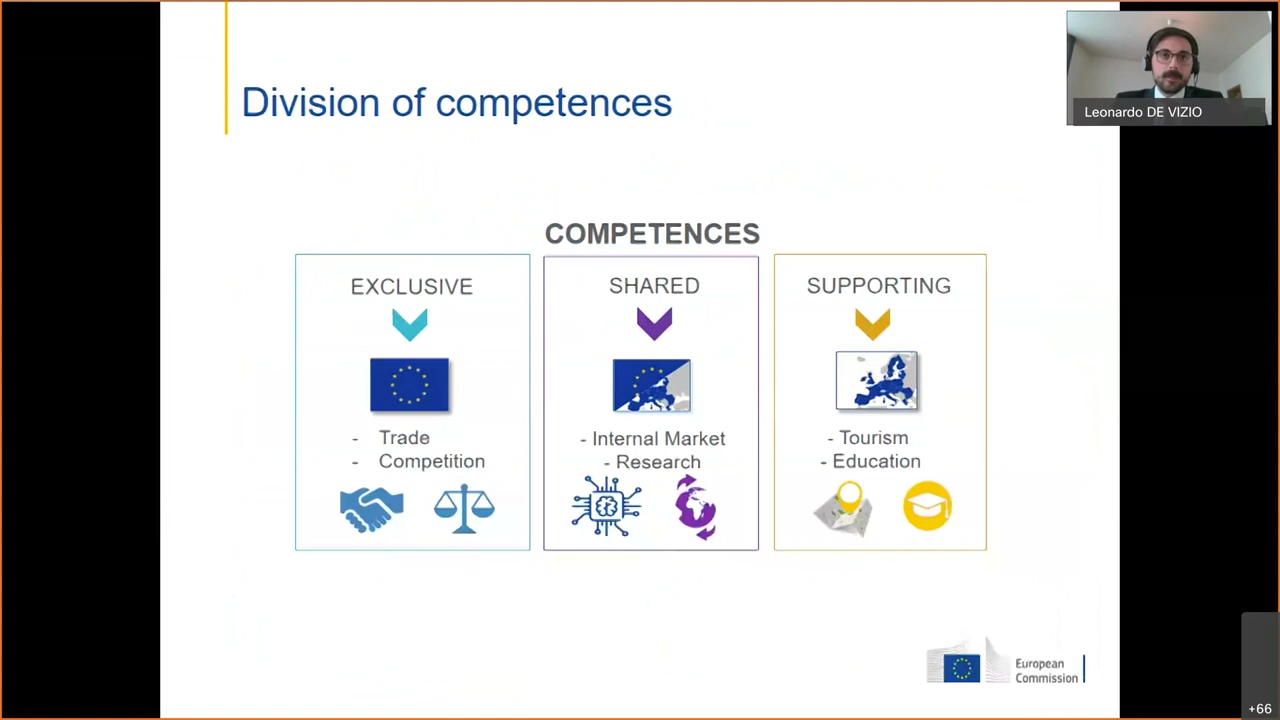 Division of competences
Leonardo DE VIZIO
COMPETENCES
EXCLUSIVE
- Trade
- Competition
SHARED
- Internal Market
- Research
SUPPORTING
- Tourism
- Education
European
Commission
+66